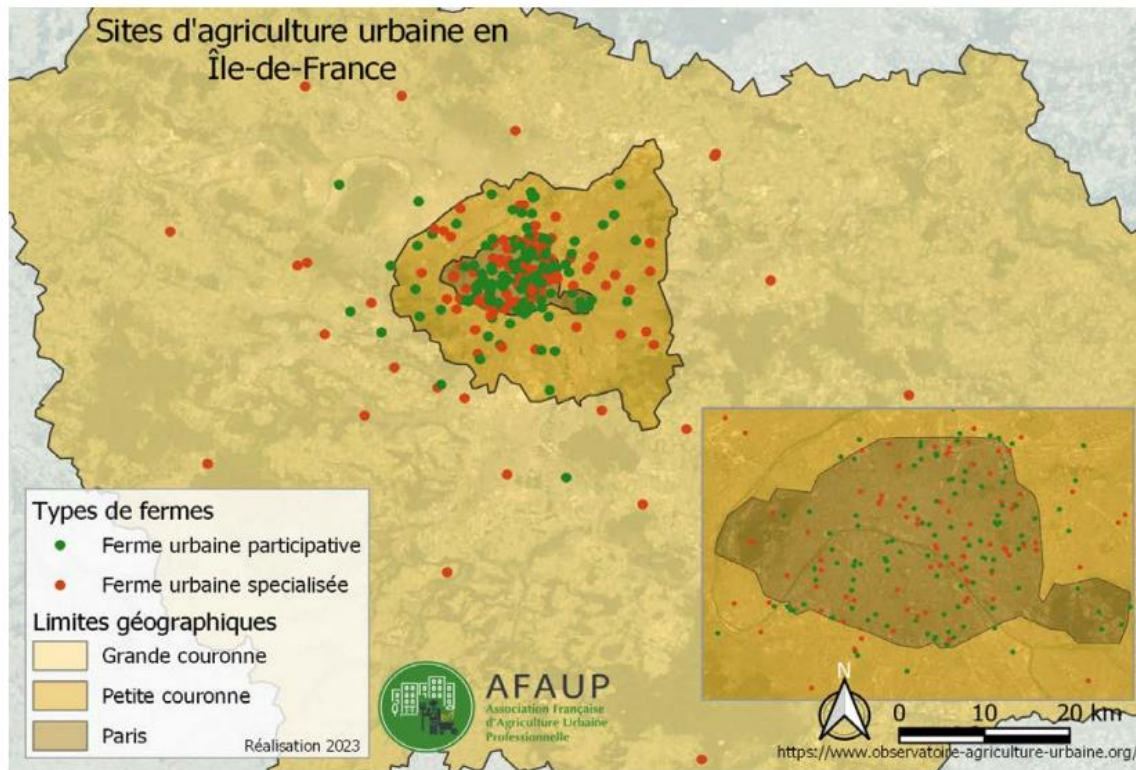 Sites d'agriculture urbaine en
Île-de-France
Types de fermes
Ferme urbaine participative
Ferme urbaine specialisée
Limites géographiques
Grande couronne
Petite couronne
Paris
Réalisation 2023
AFAUP
Association Française
d'Agriculture Urbaine
Professionnelle
N
0 10 20 km
https://www.observatoire-agriculture-urbaine.org/